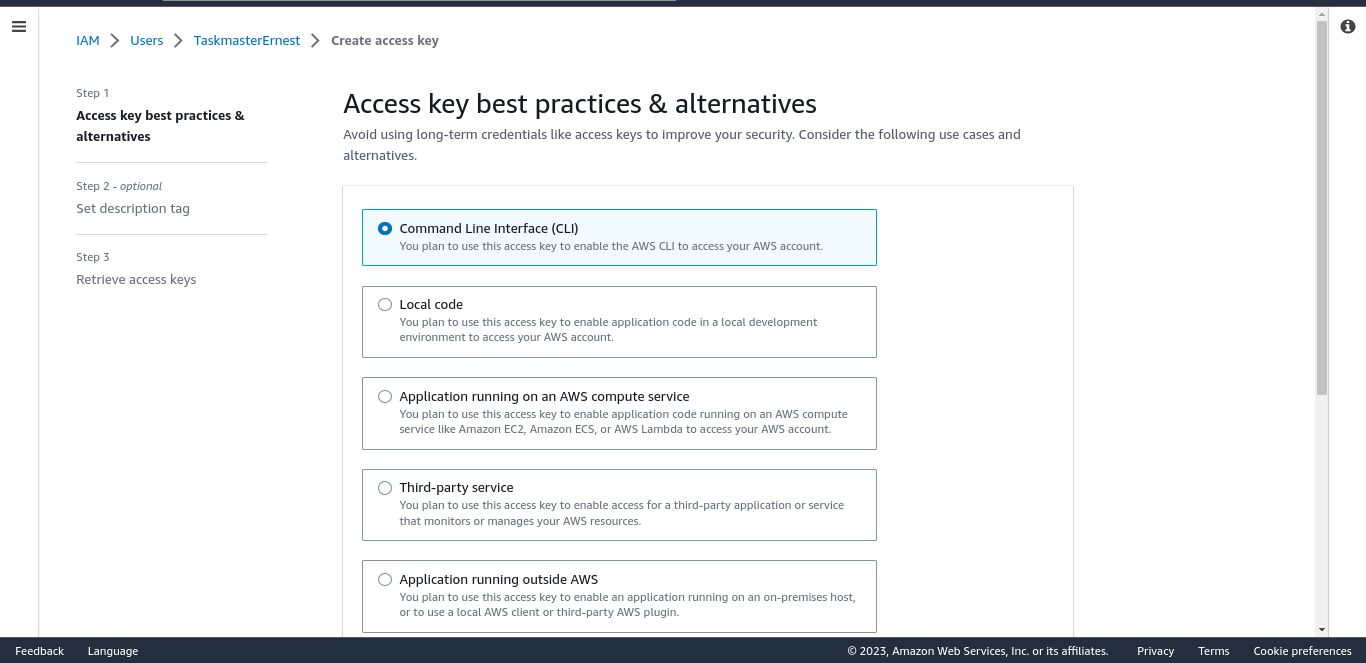 IAM > Users > TaskmasterErnest > Create access key
Step 1
Access key best practices &
alternatives
Step 2 - optional
Set description tag
Step 3
Retrieve access keys
Access key best practices & alternatives
Avoid using long-term credentials like access keys to improve your security. Consider the following use cases and
alternatives.
Command Line Interface (CLI)
You plan to use this access key to enable the AWS CLI to access your AWS account.
Local code
You plan to use this access key to enable application code in a local development
environment to access your AWS account.
Application running on an AWS compute service
You plan to use this access key to enable application code running on an AWS compute
service like Amazon EC2, Amazon ECS, or AWS Lambda to access your AWS account.
Third-party service
You plan to use this access key to enable access for a third-party application or service
that monitors or manages your AWS resources.
Application running outside AWS
You plan to use this access key to enable an application running on an on-premises host,
or to use a local AWS client or third-party AWS plugin.
Feedback Language © 2023, Amazon Web Services, Inc. or its affiliates. Privacy Terms Cookie preferences